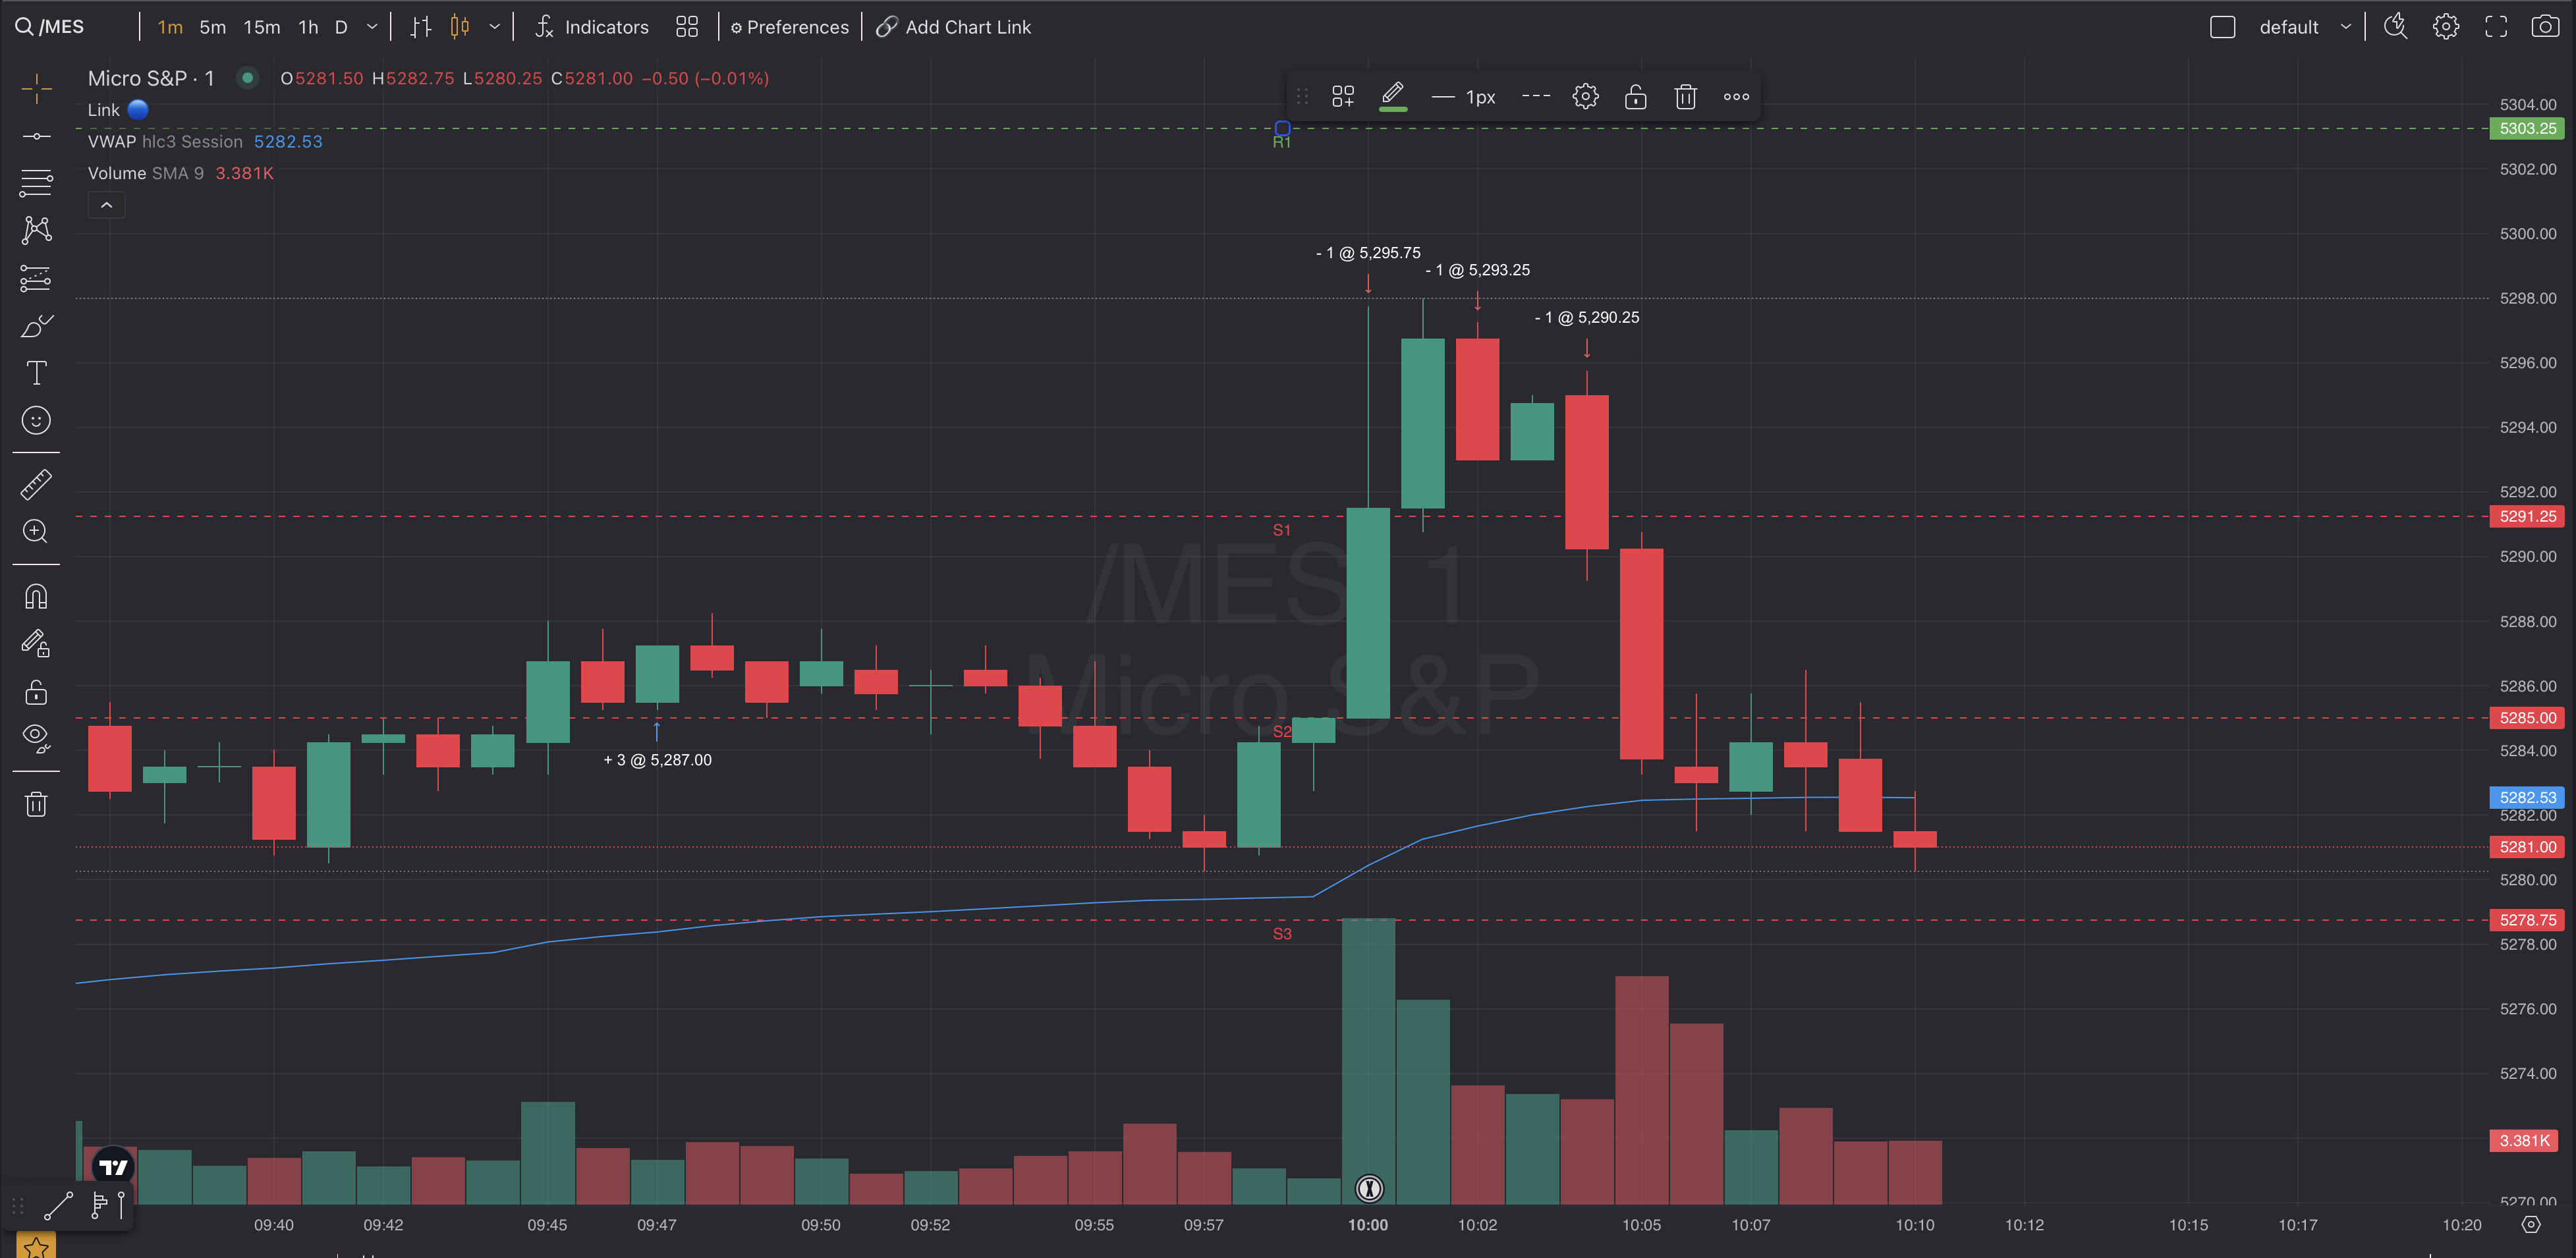 /MES 1m 5m 15m 1h D Indicators Preferences Add Chart Link default
Micro S&P · 1 O5281.50 H5282.75 L5280.25 C5281.00 −0.50 (−0.01%)
Link
VWAP hlc3 Session 5282.53
Volume SMA 9 3.381K
1px
R1
- 1 @ 5,295.75
- 1 @ 5,293.25
- 1 @ 5,290.25
S1
/MES 1
Micro S&P
S2
+ 3 @ 5,287.00
S3
5304.00
5303.25
5302.00
5300.00
5298.00
5296.00
5294.00
5292.00
5291.25
5290.00
5288.00
5286.00
5285.00
5284.00
5282.53
5282.00
5281.00
5280.00
5278.75
5278.00
5276.00
5274.00
3.381K
5270.00
09:40 09:42 09:45 09:47 09:50 09:52 09:55 09:57 10:00 10:02 10:05 10:07 10:10 10:12 10:15 10:17 10:20